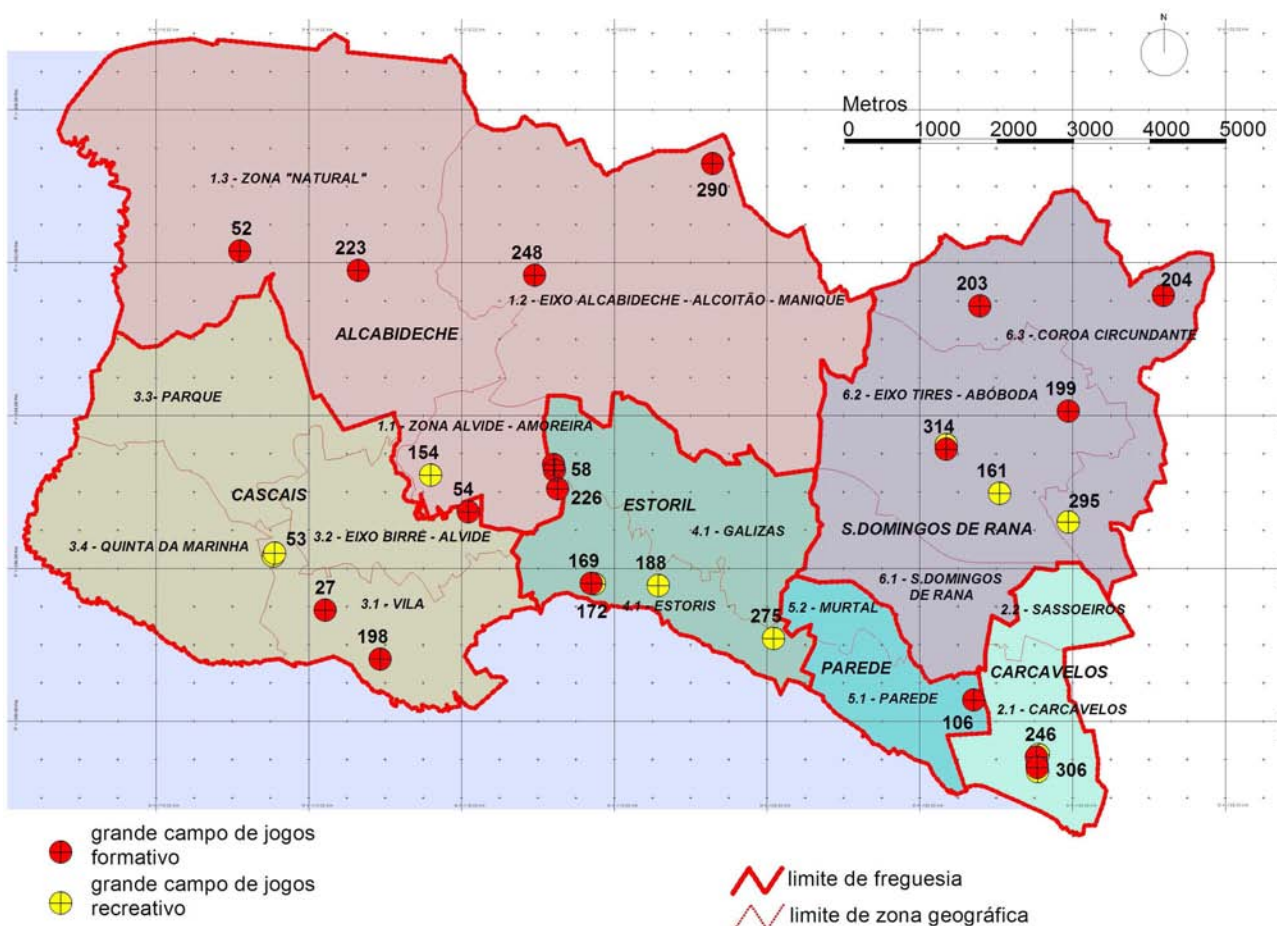 N
Metros
0 1000 2000 3000 4000 5000
290
1.3 - ZONA "NATURAL"
52
223
248
203
204
1.2 - EIXO ALCABIDECHE - ALCOITÃO - MANIQUE
ALCABIDECHE
6.3 - COROA CIRCUNDANTE
3.3- PARQUE
6.2 - EIXO TIRES - ABÓBODA
199
1.1 - ZONA ALVIDE - AMOREIRA
314
154
58
161
CASCAIS
54
226
ESTORIL
295
4.1 - GALIZAS
S.DOMINGOS DE RANA
53
3.2 - EIXO BIRRE - ALVIDE
3.4 - QUINTA DA MARINHA
169
188
6.1 - S.DOMINGOS
DE RANA
27
3.1 - VILA
172
4.1 - ESTORIS
275
5.2 - MURTAL
2.2 - SASSOEIROS
198
PAREDE
CARCAVELOS
5.1 - PAREDE
2.1 - CARCAVELOS
106
246
306
grande campo de jogos
formativo
grande campo de jogos
recreativo
limite de freguesia
limite de zona geográfica